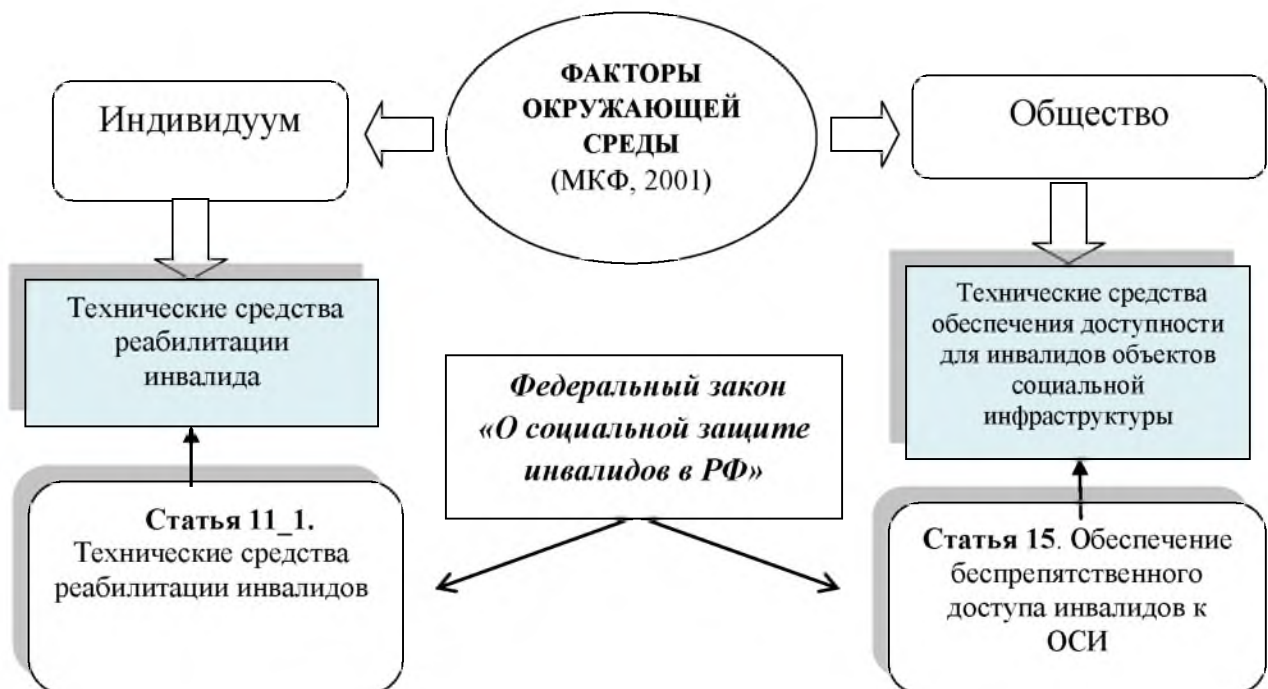 ФАКТОРЫ
ОКРУЖАЮЩЕЙ
СРЕДЫ
(МКФ, 2001)
Индивидуум
Общество
Технические средства
реабилитации
инвалида
Технические средства
обеспечения доступности
для инвалидов объектов
социальной
инфраструктуры
Федеральный закон
«О социальной защите
инвалидов в РФ»
Статья 11_1.
Технические средства
реабилитации инвалидов
Статья 15. Обеспечение
беспрепятственного
доступа инвалидов к
ОСИ